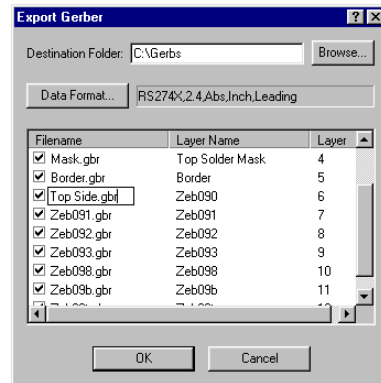 Export Gerber
Destination Folder: C:\Gerbs Browse...
Data Format... RS274X,2.4,Abs,Inch,Leading
Filename Layer Name Layer
Mask.gbr Top Solder Mask 4
Border.gbr Border 5
Top Side.gbr Zeb090 6
Zeb091.gbr Zeb091 7
Zeb092.gbr Zeb092 8
Zeb093.gbr Zeb093 9
Zeb098.gbr Zeb098 10
Zeb09b.gbr Zeb09b 11
OK Cancel